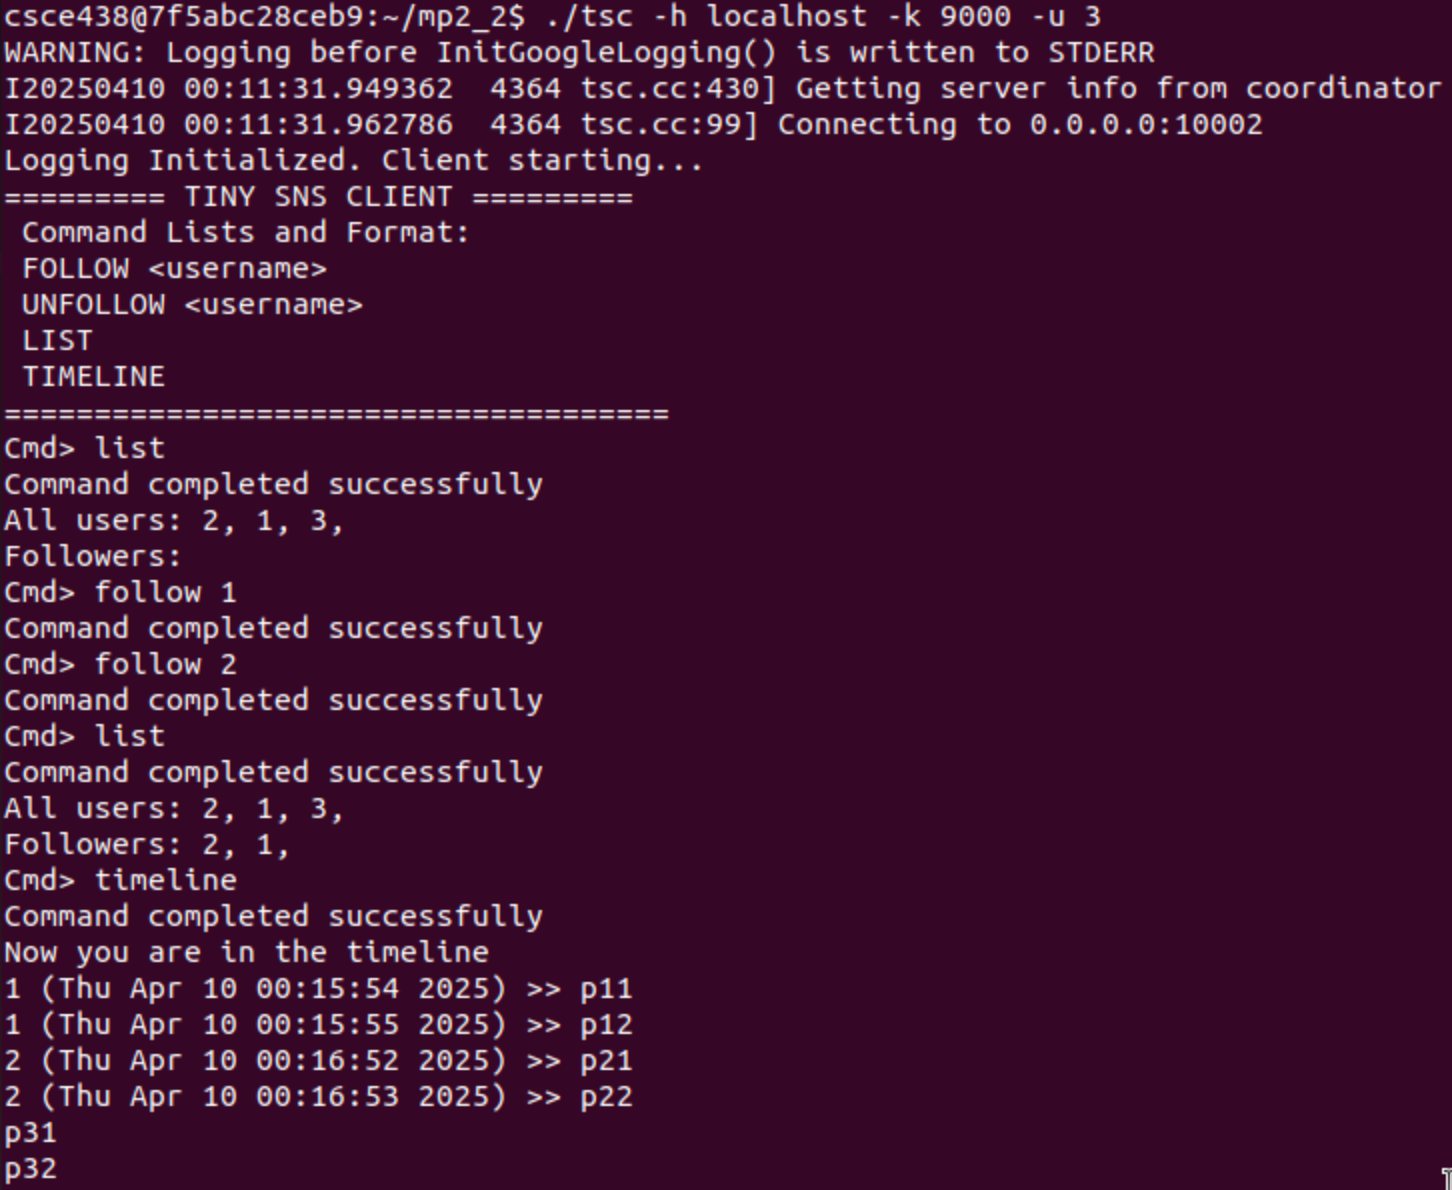 csce438@7f5abc28ceb9:~/mp2_2$ ./tsc -h localhost -k 9000 -u 3
WARNING: Logging before InitGoogleLogging() is written to STDERR
I20250410 00:11:31.949362  4364 tsc.cc:430] Getting server info from coordinator
I20250410 00:11:31.962786  4364 tsc.cc:99] Connecting to 0.0.0.0:10002
Logging Initialized. Client starting...
========= TINY SNS CLIENT =========
 Command Lists and Format:
 FOLLOW <username>
 UNFOLLOW <username>
 LIST
 TIMELINE
=====================================
Cmd> list
Command completed successfully
All users: 2, 1, 3,
Followers:
Cmd> follow 1
Command completed successfully
Cmd> follow 2
Command completed successfully
Cmd> list
Command completed successfully
All users: 2, 1, 3,
Followers: 2, 1,
Cmd> timeline
Command completed successfully
Now you are in the timeline
1 (Thu Apr 10 00:15:54 2025) >> p11
1 (Thu Apr 10 00:15:55 2025) >> p12
2 (Thu Apr 10 00:16:52 2025) >> p21
2 (Thu Apr 10 00:16:53 2025) >> p22
p31
p32